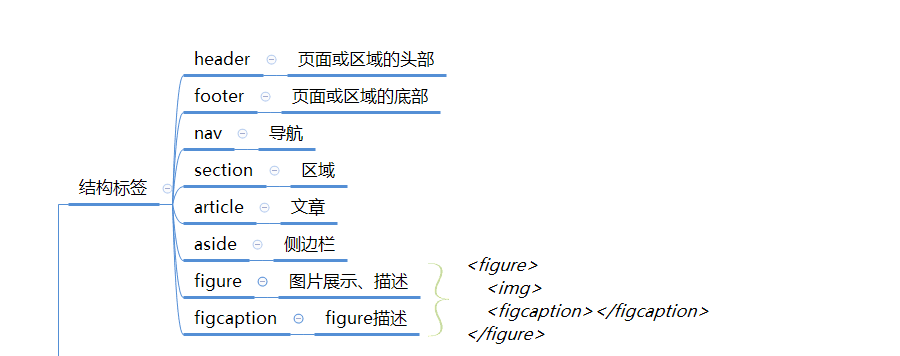 header 页面或区域的头部
footer 页面或区域的底部
nav 导航
section 区域
结构标签
article 文章
aside 侧边栏
figure 图片展示、描述
figcaption figure描述
<figure>
<img>
<figcaption></figcaption>
</figure>